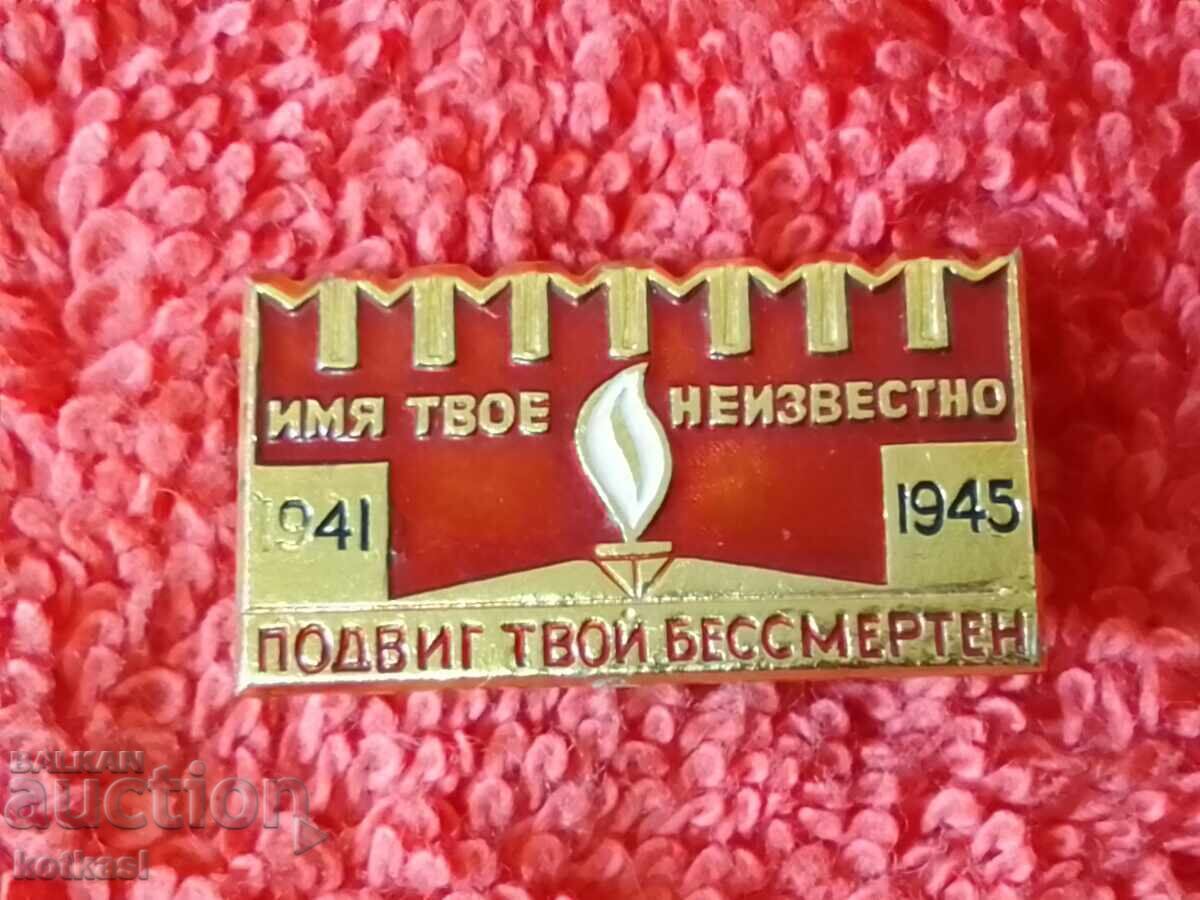 ИМЯ ТВОЕ НЕИЗВЕСТНО
1941 1945
ПОДВИГ ТВОЙ БЕССМЕРТЕН
BALKAN
auction
kotkasl